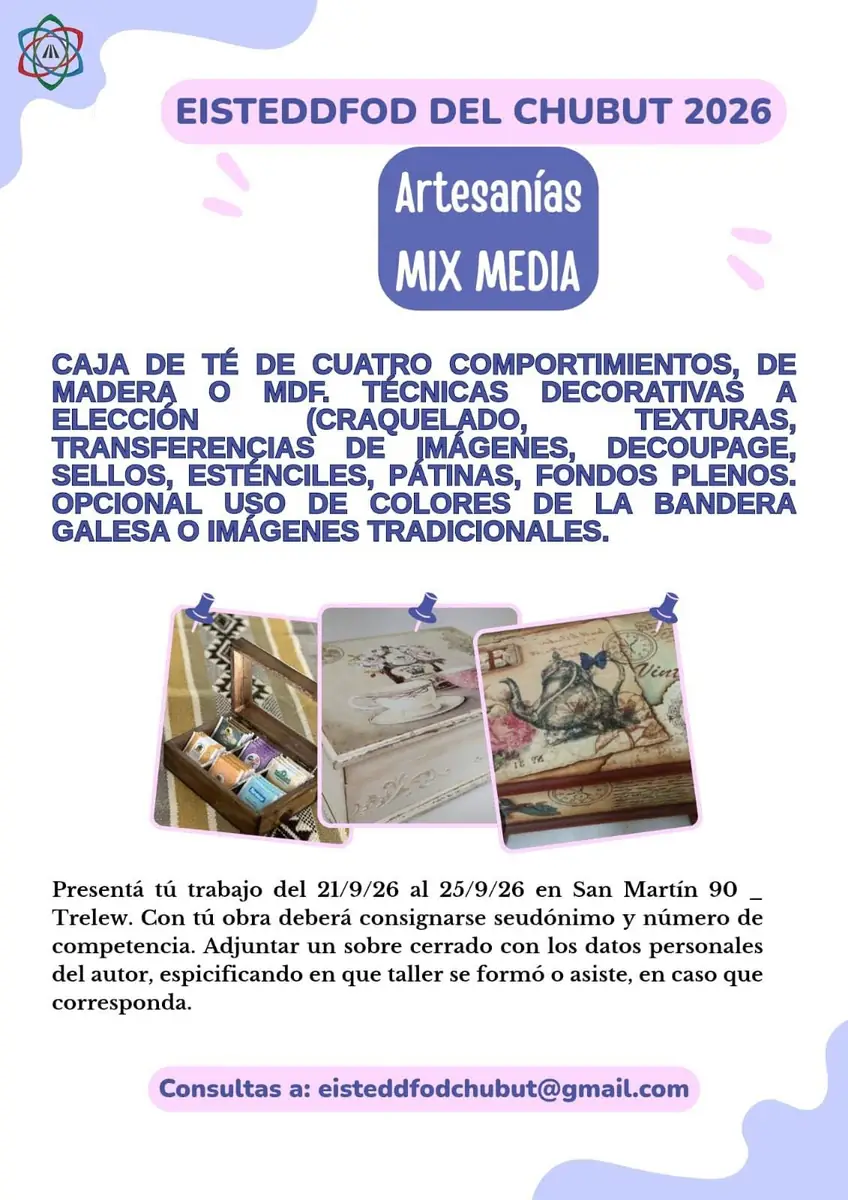 EISTEDDFOD DEL CHUBUT 2026
Artesanías
MIX MEDIA
CAJA DE TÉ DE CUATRO COMPORTIMIENTOS, DE
MADERA O MDF. TÉCNICAS DECORATIVAS A
ELECCIÓN (CRAQUELADO, TEXTURAS,
TRANSFERENCIAS DE IMÁGENES, DECOUPAGE,
SELLOS, ESTÉNCILES, PÁTINAS, FONDOS PLENOS.
OPCIONAL USO DE COLORES DE LA BANDERA
GALESA O IMÁGENES TRADICIONALES.
Presentá tú trabajo del 21/9/26 al 25/9/26 en San Martín 90 _
Trelew. Con tú obra deberá consignarse seudónimo y número de
competencia. Adjuntar un sobre cerrado con los datos personales
del autor, espicificando en que taller se formó o asiste, en caso que
corresponda.
Consultas a: eisteddfodchubut@gmail.com